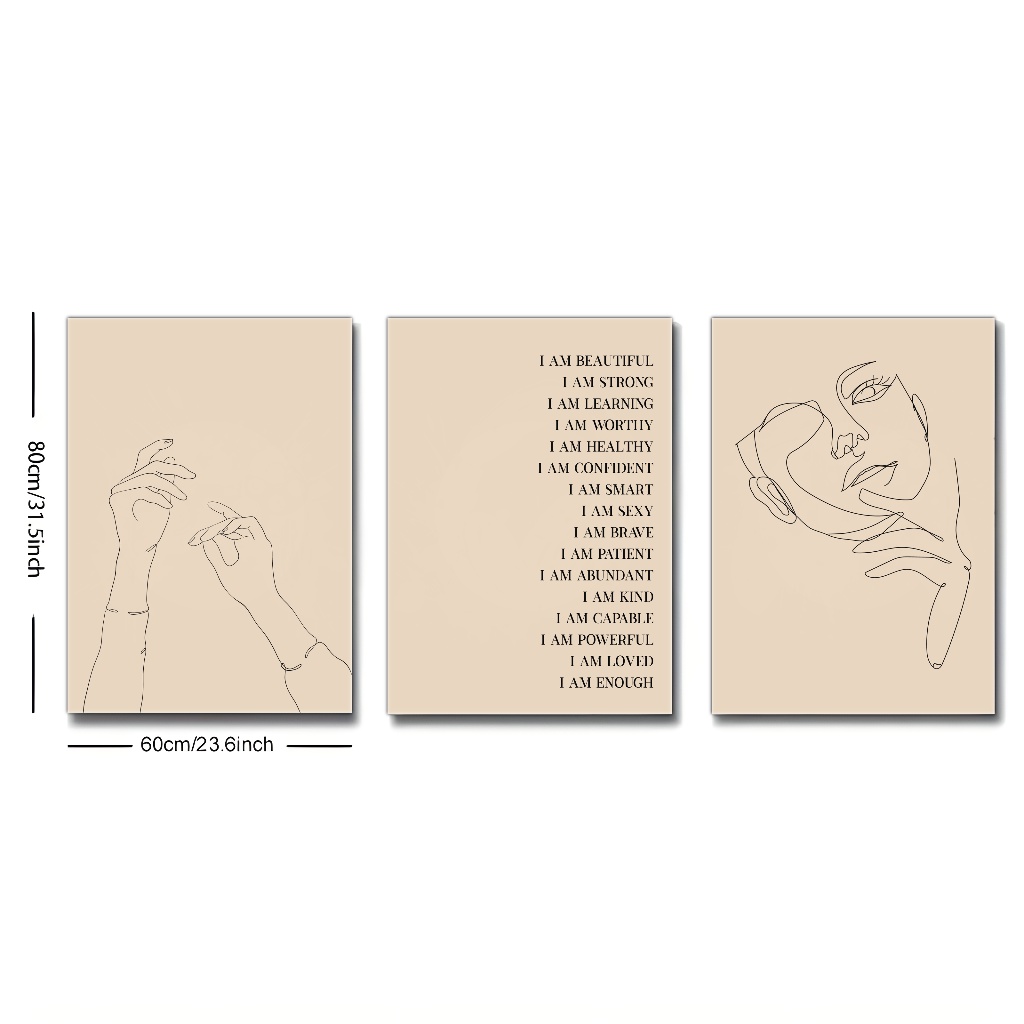 80cm/31.5inch
I AM BEAUTIFUL
I AM STRONG
I AM LEARNING
I AM WORTHY
I AM HEALTHY
I AM CONFIDENT
I AM SMART
I AM SEXY
I AM BRAVE
I AM PATIENT
I AM ABUNDANT
I AM KIND
I AM CAPABLE
I AM POWERFUL
I AM LOVED
I AM ENOUGH
60cm/23.6inch